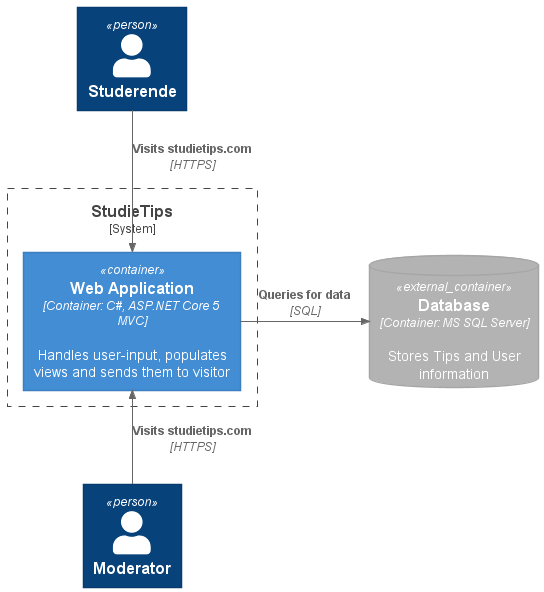 «person»
Studerende
Visits studietips.com
[HTTPS]
StudieTips
[System]
«container»
Web Application
[Container: C#, ASP.NET Core 5
MVC]
Handles user-input, populates
views and sends them to visitor
Queries for data
[SQL]
«external_container»
Database
[Container: MS SQL Server]
Stores Tips and User
information
Visits studietips.com
[HTTPS]
«person»
Moderator